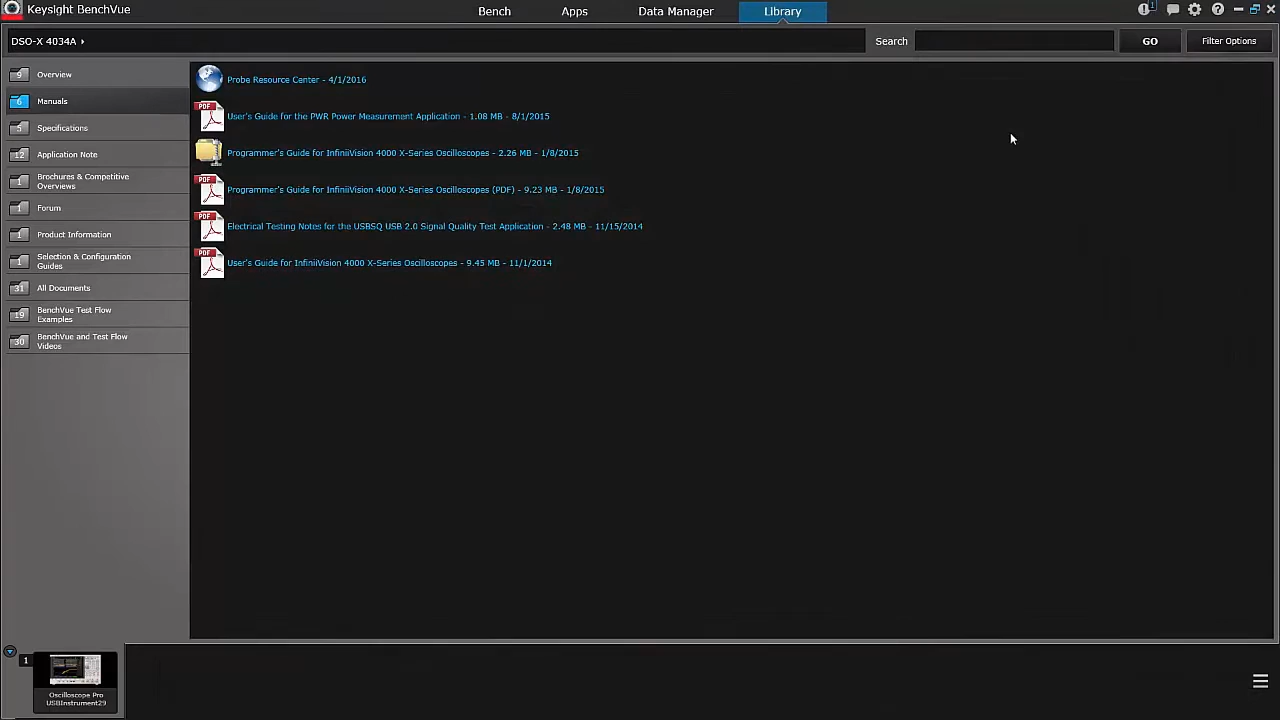 Keysight BenchVue
Bench
Apps
Data Manager
Library
1
DSO-X 4034A
Search
GO
Filter Options
9 Overview
6 Manuals
5 Specifications
12 Application Note
1 Brochures & Competitive
Overviews
1 Forum
1 Product Information
1 Selection & Configuration
Guides
31 All Documents
19 BenchVue Test Flow
Examples
30 BenchVue and Test Flow
Videos
Probe Resource Center - 4/1/2016
PDF User's Guide for the PWR Power Measurement Application - 1.08 MB - 8/1/2015
Programmer's Guide for InfiniiVision 4000 X-Series Oscilloscopes - 2.26 MB - 1/8/2015
PDF Programmer's Guide for InfiniiVision 4000 X-Series Oscilloscopes (PDF) - 9.23 MB - 1/8/2015
PDF Electrical Testing Notes for the USBSQ USB 2.0 Signal Quality Test Application - 2.48 MB - 11/15/2014
PDF User's Guide for InfiniiVision 4000 X-Series Oscilloscopes - 9.45 MB - 11/1/2014
1
Oscilloscope Pro
USBInstrument29